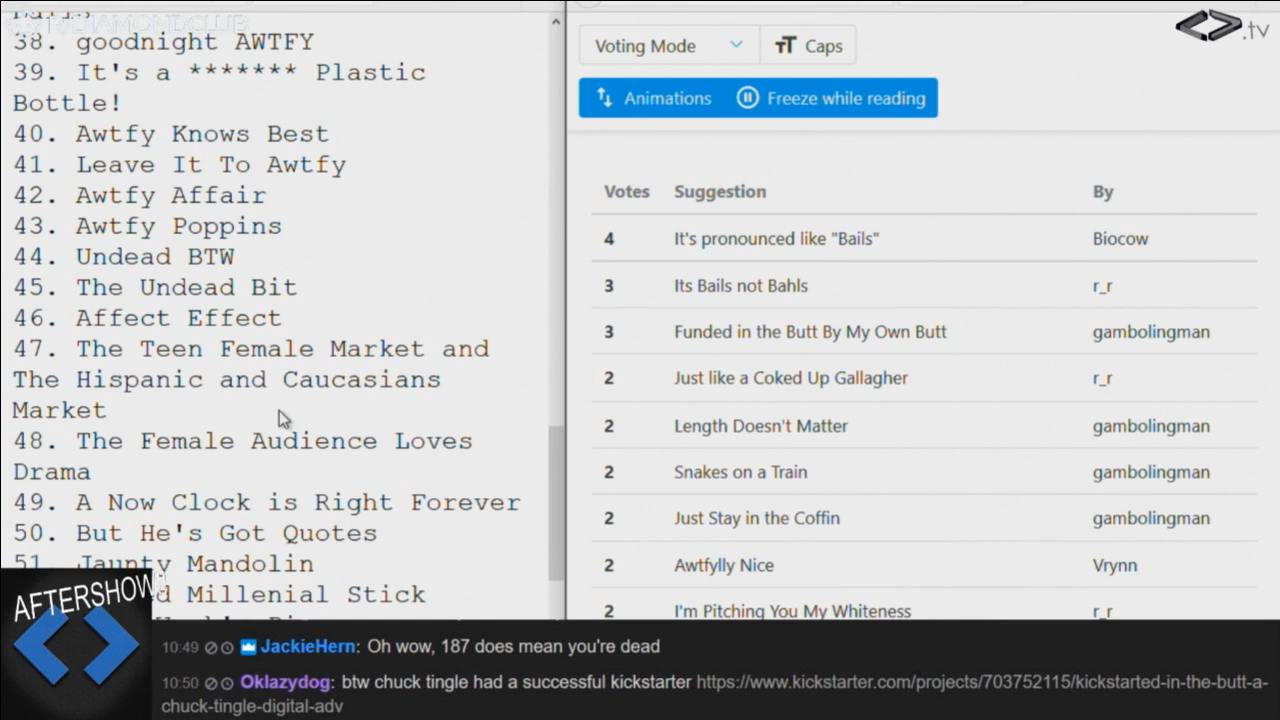 38. goodnight AWTFY
39. It's a ******* Plastic
Bottle!
40. Awtfy Knows Best
41. Leave It To Awtfy
42. Awtfy Affair
43. Awtfy Poppins
44. Undead BTW
45. The Undead Bit
46. Affect Effect
47. The Teen Female Market and
The Hispanic and Caucasians
Market
48. The Female Audience Loves
Drama
49. A Now Clock is Right Forever
50. But He's Got Quotes
51. Jaunty Mandolin
Millenial Stick
.tv
Voting Mode
TT Caps
Animations
Freeze while reading
Votes Suggestion By
4 It's pronounced like "Bails" Biocow
3 Its Bails not Bahls r_r
3 Funded in the Butt By My Own Butt gambolingman
2 Just like a Coked Up Gallagher r_r
2 Length Doesn't Matter gambolingman
2 Snakes on a Train gambolingman
2 Just Stay in the Coffin gambolingman
2 Awtfylly Nice Vrynn
2 I'm Pitching You My Whiteness r_r
AFTERSHOW
10:49 JackieHern: Oh wow, 187 does mean you're dead
10:50 Oklazydog: btw chuck tingle had a successful kickstarter https://www.kickstarter.com/projects/703752115/kickstarted-in-the-butt-a-
chuck-tingle-digital-adv